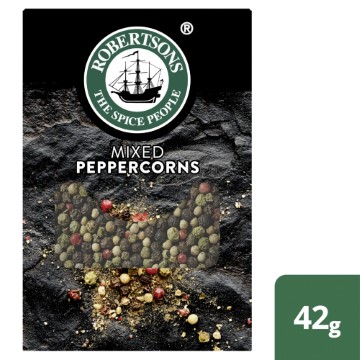 ROBERTSONS
®
THE SPICE PEOPLE
MIXED
PEPPERCORNS
42g